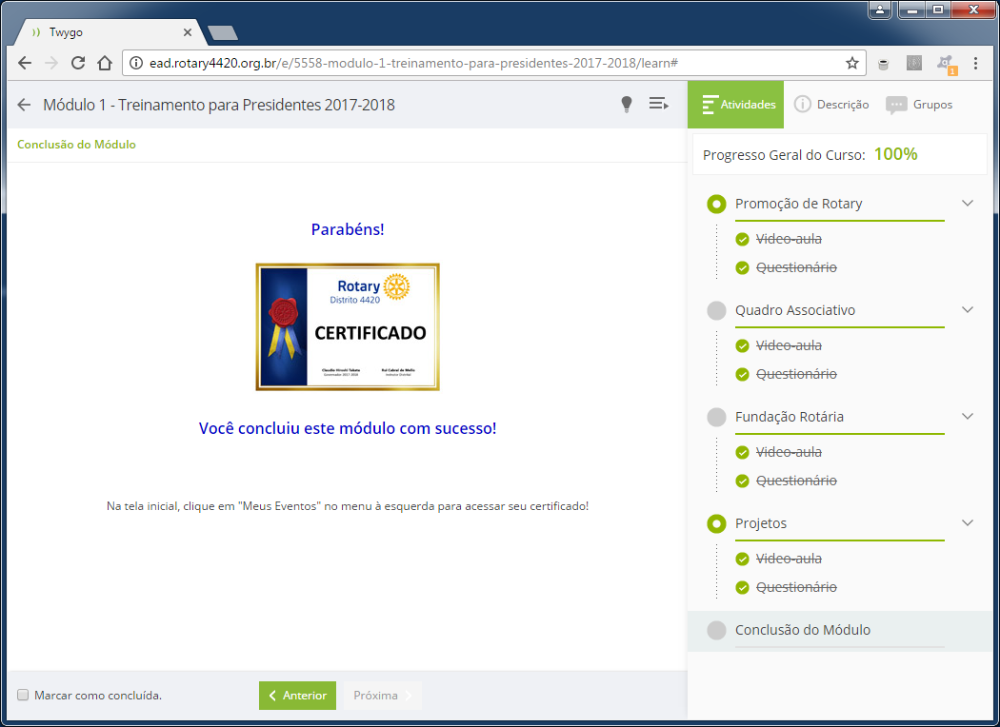 Twygo
ead.rotary4420.org.br/e/5558-modulo-1-treinamento-para-presidentes-2017-2018/learn#
1
Módulo 1 - Treinamento para Presidentes 2017-2018
Atividades
Descrição
Grupos
Conclusão do Módulo
Progresso Geral do Curso: 100%
Parabéns!
Rotary
Distrito 4420
CERTIFICADO
Claudio Hiroshi Takata
Governador 2017-2018
Rui Cabral de Mello
Instrutor Distrital
Você concluiu este módulo com sucesso!
Na tela inicial, clique em "Meus Eventos" no menu à esquerda para acessar seu certificado!
Promoção de Rotary
Video-aula
Questionário
Quadro Associativo
Video-aula
Questionário
Fundação Rotária
Video-aula
Questionário
Projetos
Video-aula
Questionário
Conclusão do Módulo
Marcar como concluída.
Anterior
Próxima